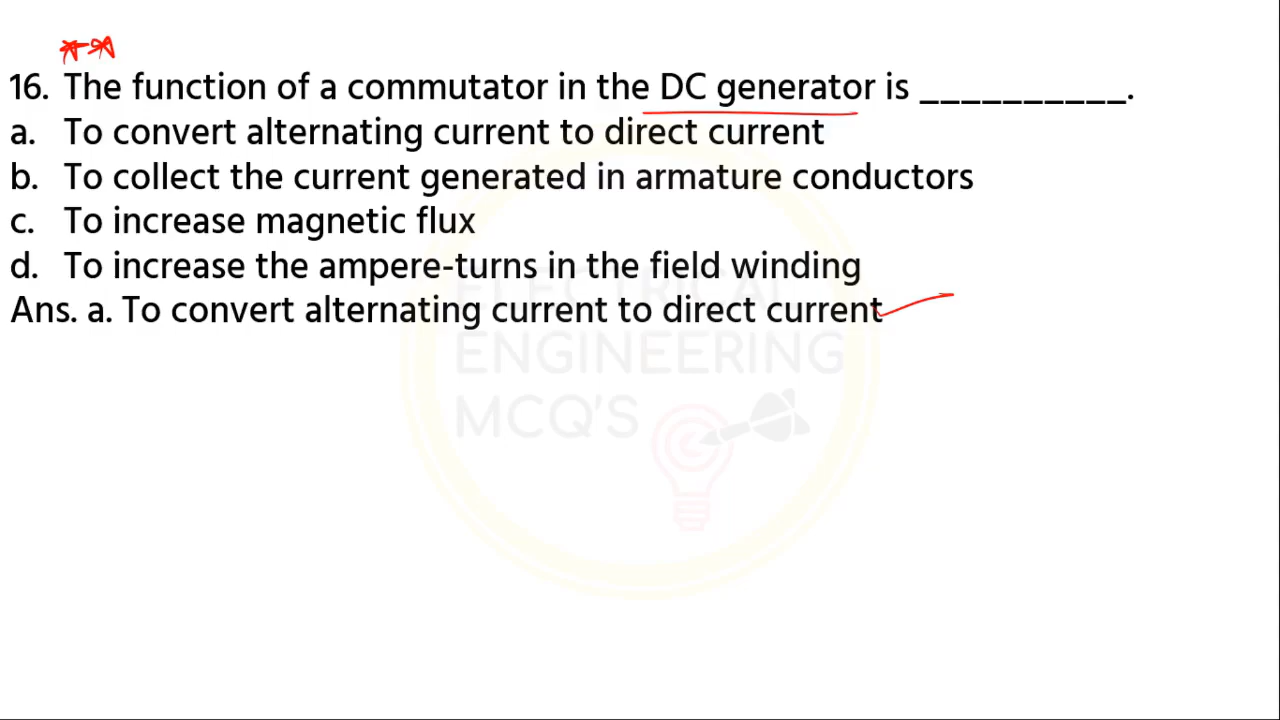 16. The function of a commutator in the DC generator is __________.
a. To convert alternating current to direct current
b. To collect the current generated in armature conductors
c. To increase magnetic flux
d. To increase the ampere-turns in the field winding
Ans. a. To convert alternating current to direct current
ELECTRICAL
ENGINEERING
MCQ'S